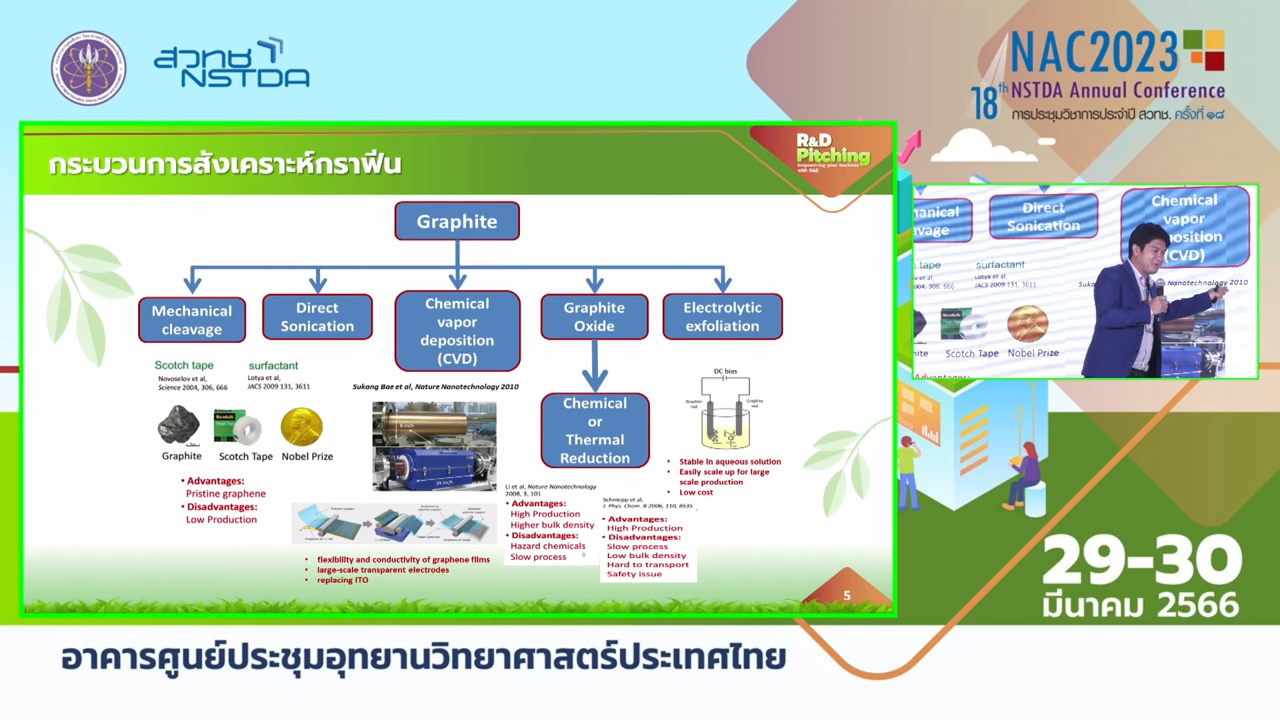 สวทช
NSTDA
NAC2023
18th NSTDA Annual Conference
การประชุมวิชาการประจำปี สวทช. ครั้งที่ ๑๘
กระบวนการสังเคราะห์กราฟีน
R&D
Pitching
Empowering your business
with R&D
Graphite
Mechanical
cleavage
Direct
Sonication
Chemical
vapor
deposition
(CVD)
Graphite
Oxide
Electrolytic
exfoliation
Scotch tape
Novoselov et al,
Science 2004, 306, 666
surfactant
Lotya et al,
JACS 2009 131, 3611
Graphite
Scotch Tape
Nobel Prize
• Advantages:
Pristine graphene
• Disadvantages:
Low Production
Sukang Bae et al, Nature Nanotechnology 2010
8 inch
39 inch
• flexibility and conductivity of graphene films
• large-scale transparent electrodes
• replacing ITO
Chemical
or
Thermal
Reduction
Li et al, Nature Nanotechnology
2008, 3, 101
• Advantages:
High Production
Higher bulk density
• Disadvantages:
Hazard chemicals
Slow process
Schniepp et al,
J. Phys. Chem. B 2006, 110, 8535
• Advantages:
High Production
• Disadvantages:
Slow process
Low bulk density
Hard to transport
Safety Issue
DC bias
Graphite
rod
Graphite
rod
• Stable in aqueous solution
• Easily scale up for large
scale production
• Low cost
5
Direct
Sonication
Chemical
vapor
(CVD)
surfactant
Lotya et al,
JACS 2009 131, 3611
Nanotechnology 2010
Scotch Tape
Nobel Prize
29-30
มีนาคม 2566
อาคารศูนย์ประชุมอุทยานวิทยาศาสตร์ประเทศไทย